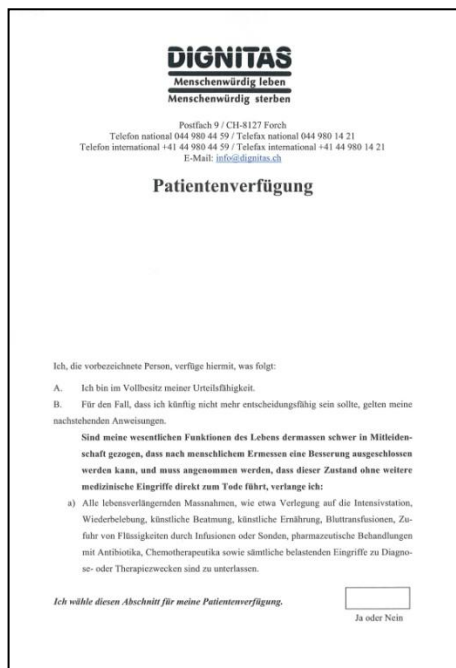 DIGNITAS
Menschenwürdig leben
Menschenwürdig sterben
Postfach 9 / CH-8127 Forch
Telefon national 044 980 44 59 / Telefax national 044 980 14 21
Telefon international +41 44 980 44 59 / Telefax international +41 44 980 14 21
E-Mail: info@dignitas.ch
Patientenverfügung
Ich, die vorbezeichnete Person, verfüge hiermit, was folgt:
A. Ich bin im Vollbesitz meiner Urteilsfähigkeit.
B. Für den Fall, dass ich künftig nicht mehr entscheidungsfähig sein sollte, gelten meine
nachstehenden Anweisungen.
Sind meine wesentlichen Funktionen des Lebens dermassen schwer in Mitleiden-
schaft gezogen, dass nach menschlichem Ermessen eine Besserung ausgeschlossen
werden kann, und muss angenommen werden, dass dieser Zustand ohne weitere
medizinische Eingriffe direkt zum Tode führt, verlange ich:
a) Alle lebensverlängernden Massnahmen, wie etwa Verlegung auf die Intensivstation,
Wiederbelebung, künstliche Beatmung, künstliche Ernährung, Bluttransfusionen, Zu-
fuhr von Flüssigkeiten durch Infusionen oder Sonden, pharmazeutische Behandlungen
mit Antibiotika, Chemotherapeutika sowie sämtliche belastenden Eingriffe zu Diagno-
se- oder Therapiezwecken sind zu unterlassen.
Ich wähle diesen Abschnitt für meine Patientenverfügung.
Ja oder Nein